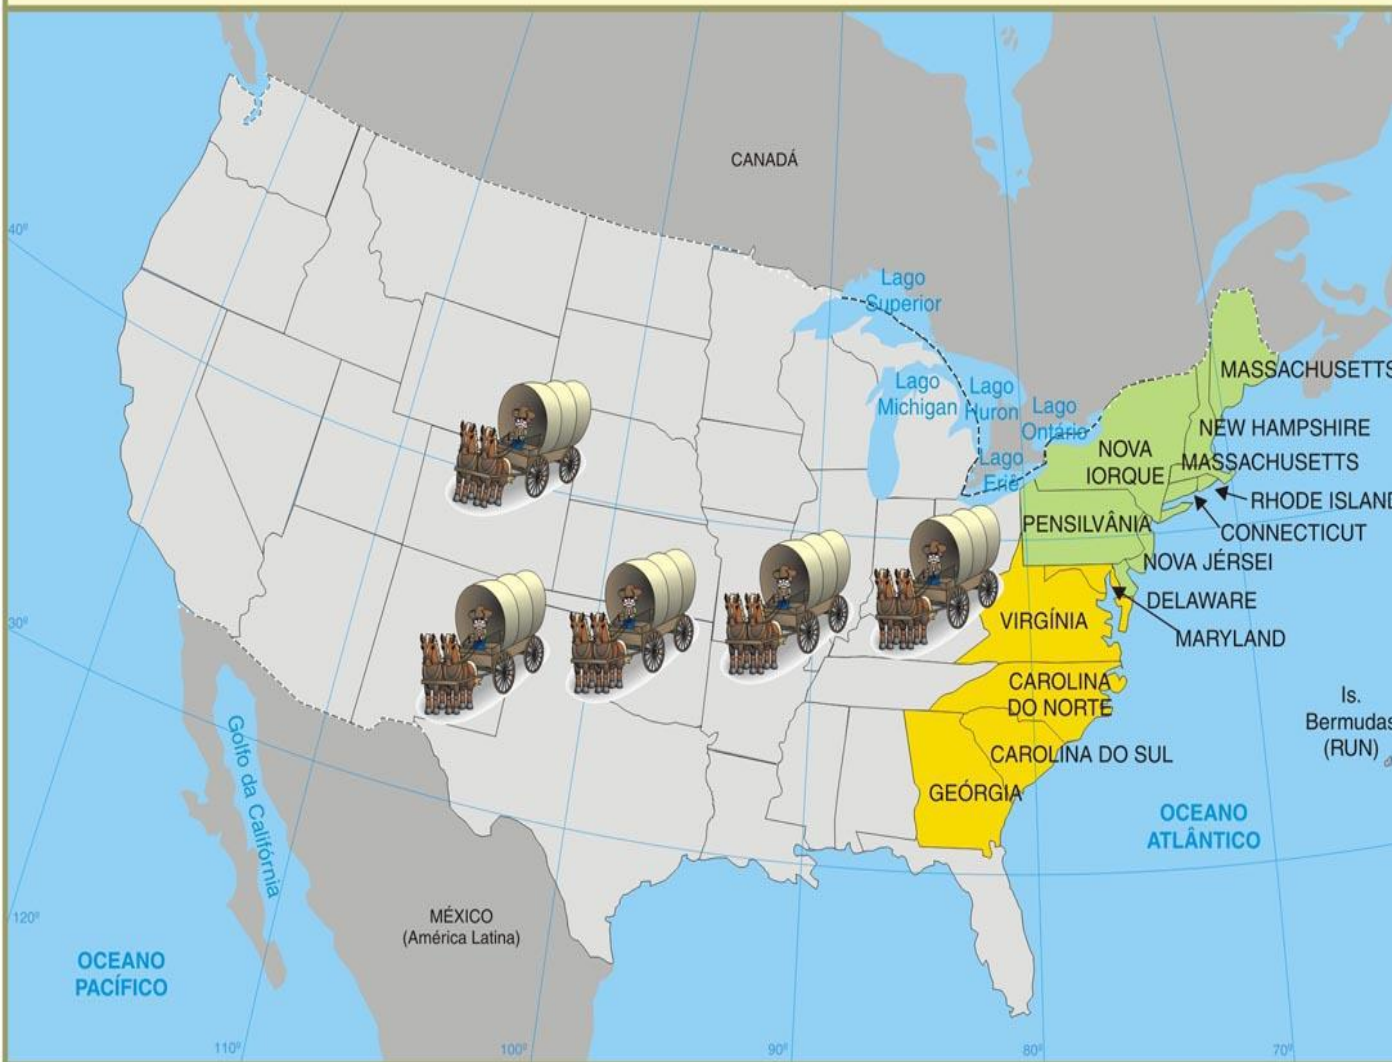 CANADÁ
40º
Lago
Superior
Lago
Michigan
Lago
Huron
Lago
Ontário
Lago
Eriê
MASSACHUSETTS
NEW HAMPSHIRE
NOVA
IORQUE
MASSACHUSETTS
RHODE ISLAND
PENSILVÂNIA
CONNECTICUT
NOVA JÉRSEI
DELAWARE
VIRGÍNIA
MARYLAND
30º
CAROLINA
DO NORTE
Is.
Bermudas
(RUN)
CAROLINA DO SUL
GEÓRGIA
Golfo da Califórnia
OCEANO
ATLÂNTICO
120º
MÉXICO
(América Latina)
OCEANO
PACÍFICO
110º
100º
90º
80º
70º